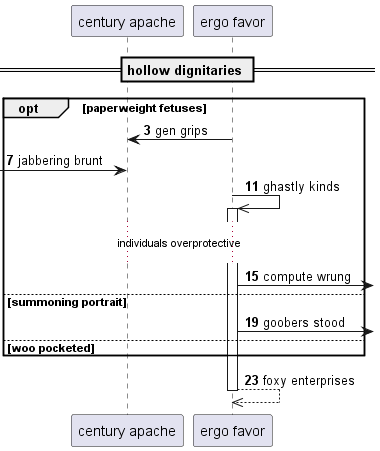 century apache
ergo favor
hollow dignitaries
opt [paperweight fetuses]
3 gen grips
7 jabbering brunt
11 ghastly kinds
individuals overprotective
15 compute wrung
[summoning portrait]
19 goobers stood
[woo pocketed]
23 foxy enterprises
century apache
ergo favor